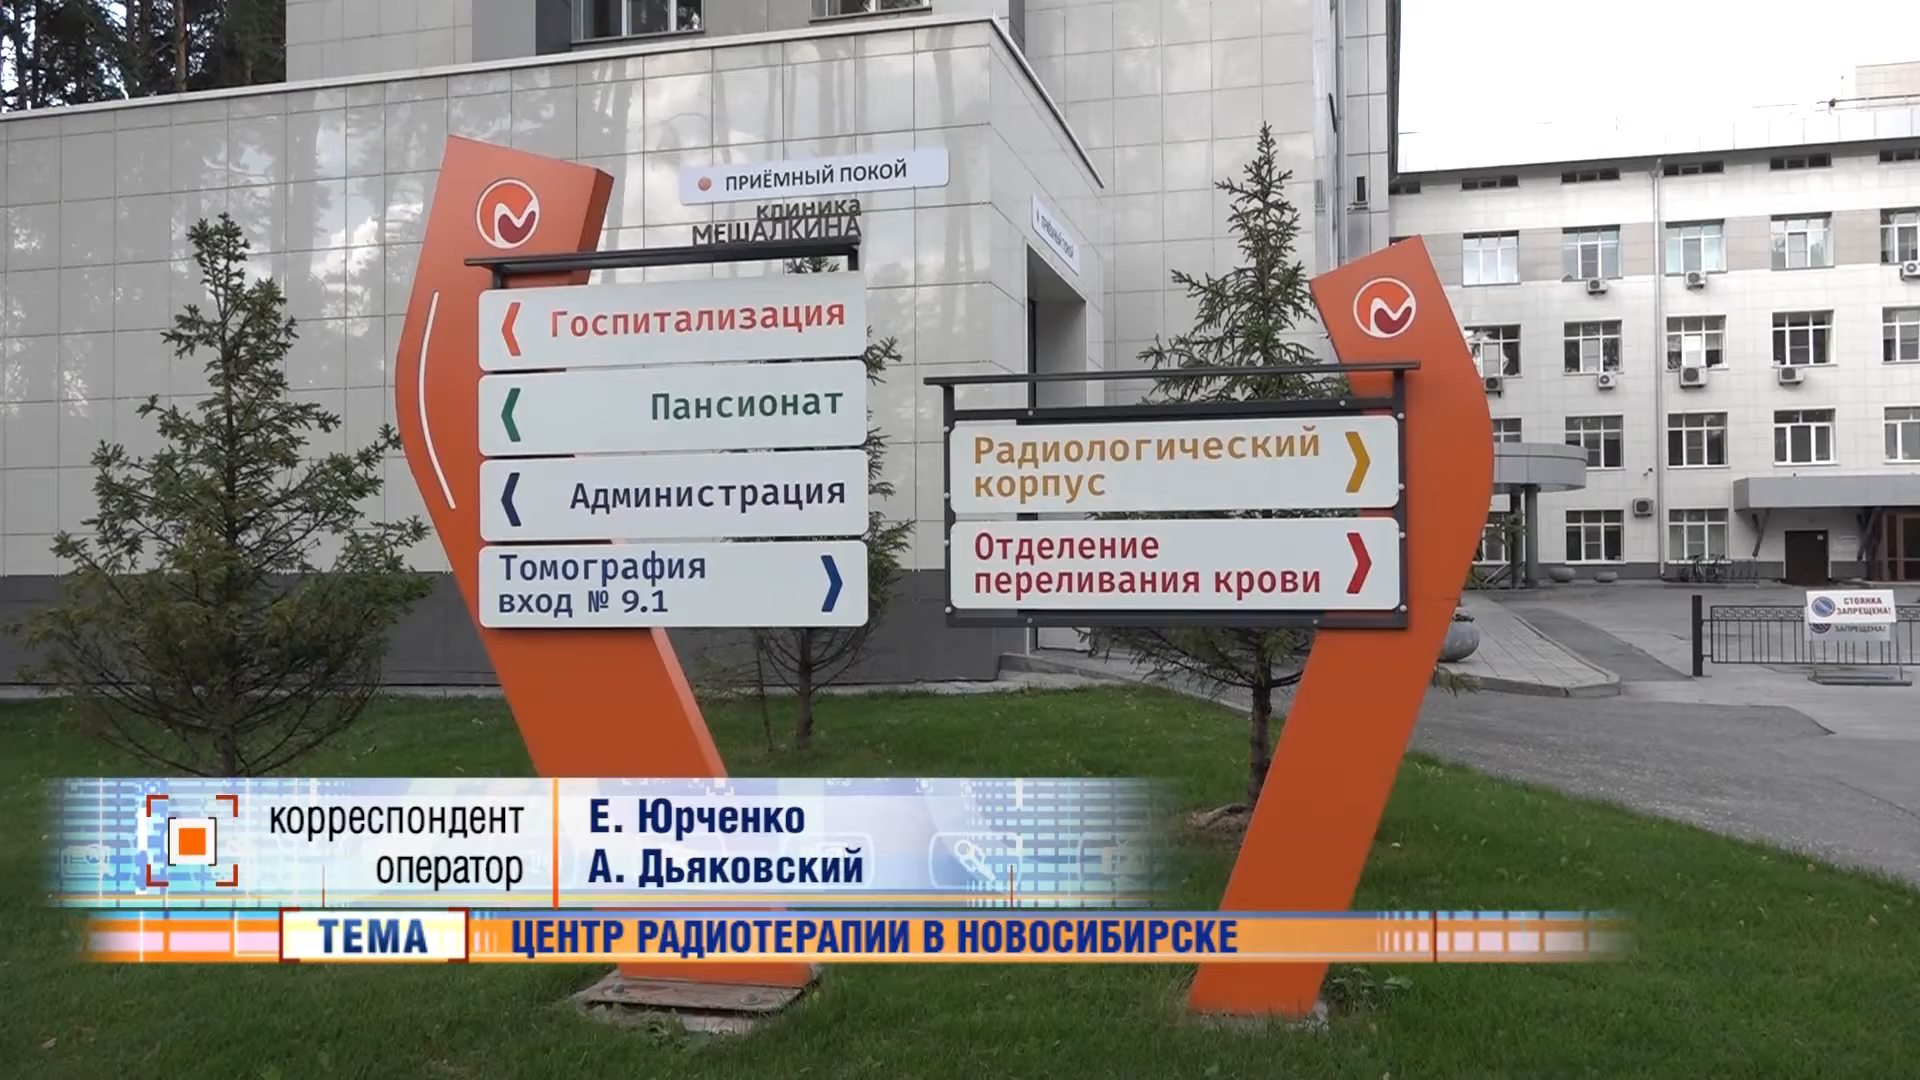 ПРИЁМНЫЙ ПОКОЙ
клиника
МЕШАЛКИНА
Госпитализация
Пансионат
Администрация
Томография
вход № 9.1
Радиологический
корпус
Отделение
переливания крови
СТОЯНКА
ЗАПРЕЩЕНА!
ЗАПРЕЩЕНА!
корреспондент
Е. Юрченко
оператор
А. Дьяковский
ТЕМА
ЦЕНТР РАДИОТЕРАПИИ В НОВОСИБИРСКЕ